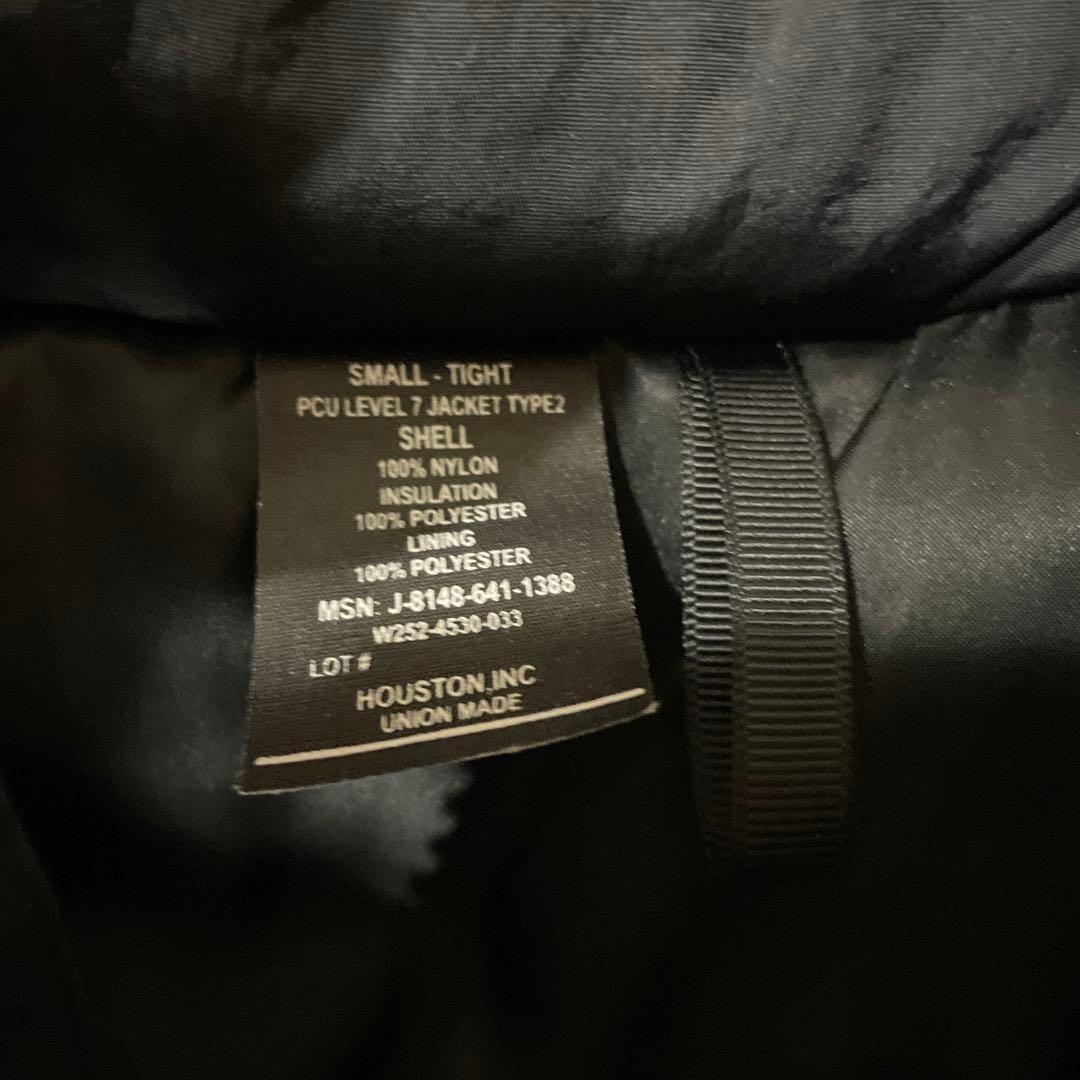 SMALL - TIGHT
PCU LEVEL 7 JACKET TYPE2
SHELL
100% NYLON
INSULATION
100% POLYESTER
LINING
100% POLYESTER
MSN: J-8148-641-1388
W252-4530-033
LOT #
HOUSTON,INC
UNION MADE